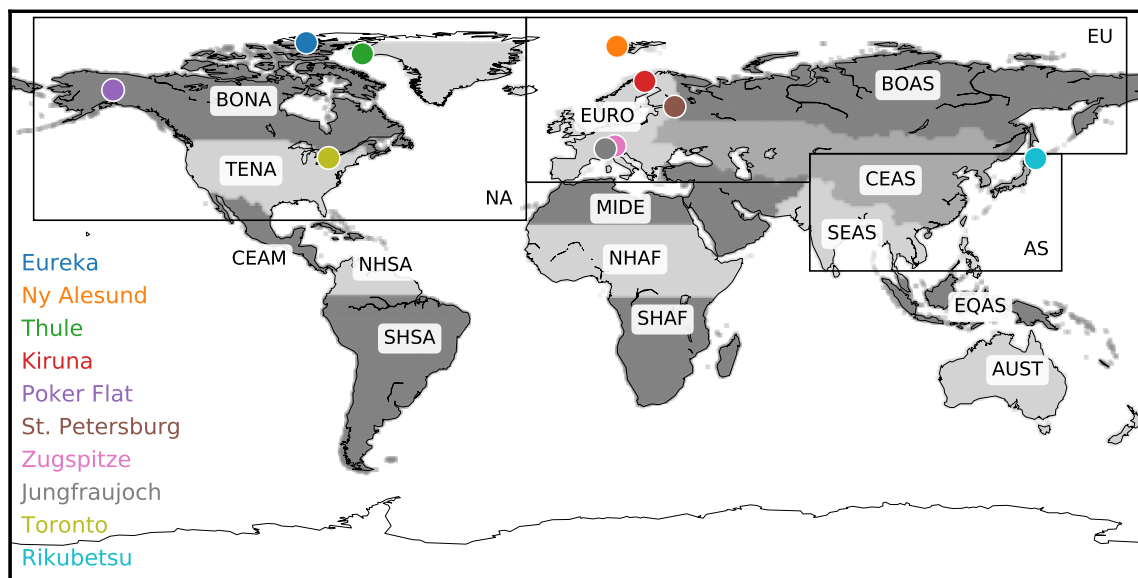 EU
BONA
BOAS
EURO
TENA
CEAS
NA
MIDE
SEAS
AS
CEAM
NHSA
NHAF
EQAS
SHAF
SHSA
AUST
Eureka
Ny Alesund
Thule
Kiruna
Poker Flat
St. Petersburg
Zugspitze
Jungfraujoch
Toronto
Rikubetsu